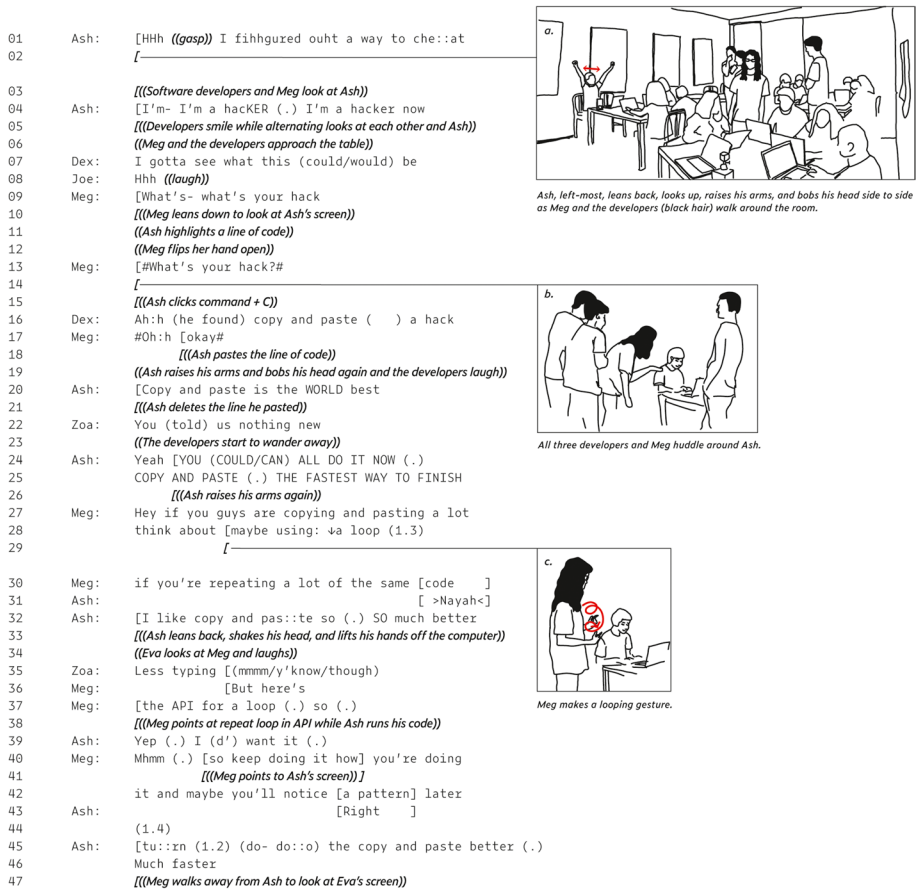 01 Ash: [HHh ((gasp)) I fihhgured ouht a way to che::at
02 [
03 [((Software developers and Meg look at Ash))
04 Ash: [I'm- I'm a hacKER (.) I'm a hacker now
05 [((Developers smile while alternating looks at each other and Ash))
06 ((Meg and the developers approach the table))
07 Dex: I gotta see what this (could/would) be
08 Joe: Hhh ((laugh))
09 Meg: [What's- what's your hack
10 [((Meg leans down to look at Ash's screen))
11 ((Ash highlights a line of code))
12 ((Meg flips her hand open))
13 Meg: [#What's your hack?#
14 [
15 [((Ash clicks command + C))
16 Dex: Ah:h (he found) copy and paste ( ) a hack
17 Meg: #Oh:h [okay#
18 [((Ash pastes the line of code))
19 ((Ash raises his arms and bobs his head again and the developers laugh))
20 Ash: [Copy and paste is the WORLD best
21 [((Ash deletes the line he pasted))
22 Zoa: You (told) us nothing new
23 ((The developers start to wander away))
24 Ash: Yeah [YOU (COULD/CAN) ALL DO IT NOW (.)
25 COPY AND PASTE (.) THE FASTEST WAY TO FINISH
26 [((Ash raises his arms again))
27 Meg: Hey if you guys are copying and pasting a lot
28 think about [maybe using: ↓a loop (1.3)
29 [
30 Meg: if you're repeating a lot of the same [code ]
31 Ash: [ >Nayah<]
32 Ash: [I like copy and pas::te so (.) SO much better
33 [((Ash leans back, shakes his head, and lifts his hands off the computer))
34 ((Eva looks at Meg and laughs))
35 Zoa: Less typing [(mmmm/y'know/though)
36 Meg: [But here's
37 Meg: [the API for a loop (.) so (.)
38 [((Meg points at repeat loop in API while Ash runs his code))
39 Ash: Yep (.) I (d') want it (.)
40 Meg: Mhmm (.) [so keep doing it how] you're doing
41 [((Meg points to Ash's screen)) ]
42 it and maybe you'll notice [a pattern] later
43 Ash: [Right ]
44 (1.4)
45 Ash: [tu::rn (1.2) (do- do::o) the copy and paste better (.)
46 Much faster
47 [((Meg walks away from Ash to look at Eva's screen))
a.
Ash, left-most, leans back, looks up, raises his arms, and bobs his head side to side
as Meg and the developers (black hair) walk around the room.
b.
All three developers and Meg huddle around Ash.
c.
Meg makes a looping gesture.